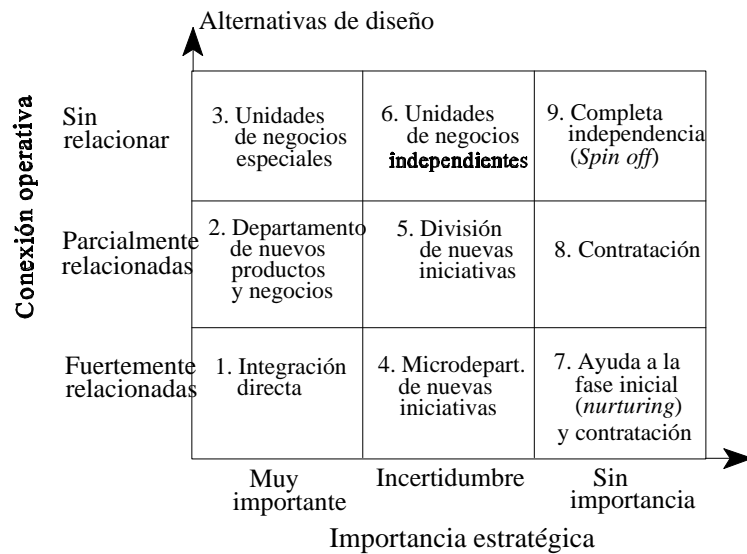 Alternativas de diseño
Conexión operativa
Sin
relacionar
3. Unidades
de negocios
especiales
6. Unidades
de negocios
independientes
9. Completa
independencia
(Spin off)
Parcialmente
relacionadas
2. Departamento
de nuevos
productos
y negocios
5. División
de nuevas
iniciativas
8. Contratación
Fuertemente
relacionadas
1. Integración
directa
4. Microdepart.
de nuevas
iniciativas
7. Ayuda a la
fase inicial
(nurturing)
y contratación
Muy
importante
Incertidumbre
Sin
importancia
Importancia estratégica